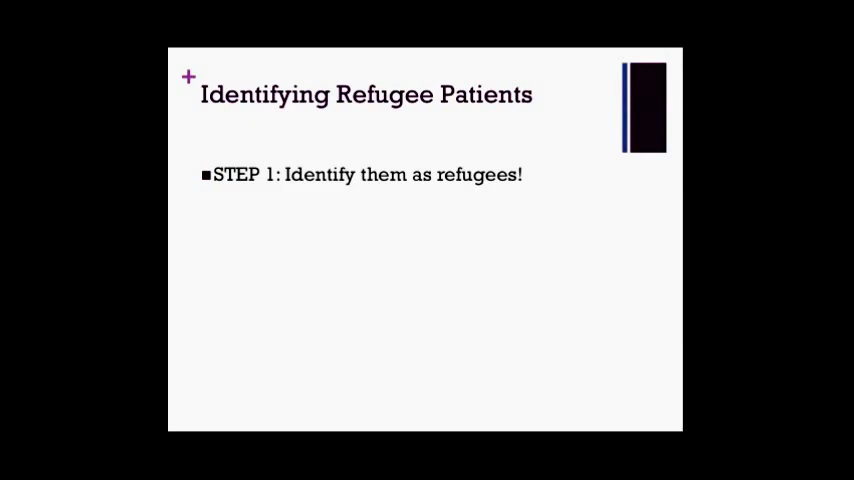 +
Identifying Refugee Patients
■STEP 1: Identify them as refugees!